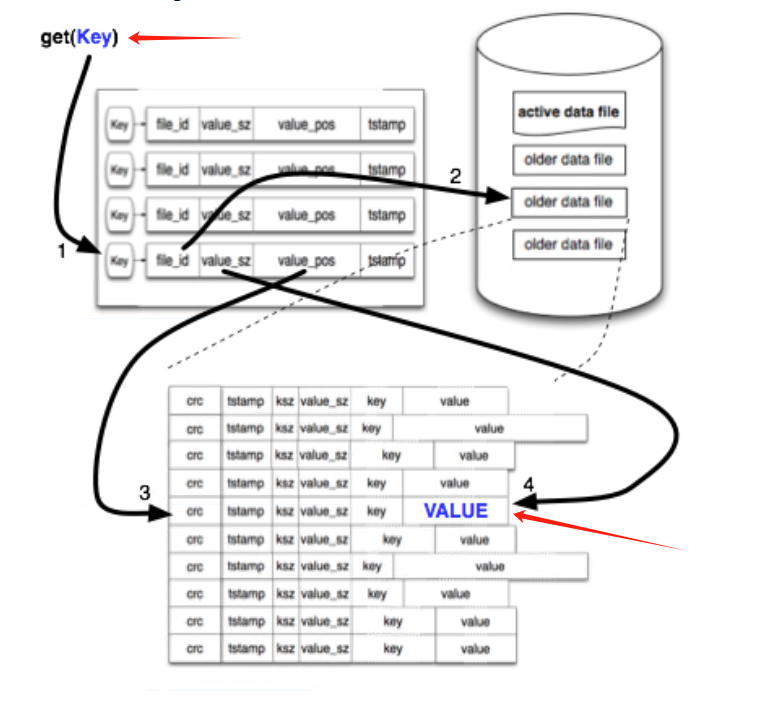 get(Key)
Key file_id value_sz value_pos tstamp
Key file_id value_sz value_pos tstamp
Key file_id value_sz value_pos tstamp
Key file_id value_sz value_pos tstamp
1
2
active data file
older data file
older data file
older data file
crc tstamp ksz value_sz key value
crc tstamp ksz value_sz key value
crc tstamp ksz value_sz key value
crc tstamp ksz value_sz key value
3
4
crc tstamp ksz value_sz key VALUE
crc tstamp ksz value_sz key value
crc tstamp ksz value_sz key value
crc tstamp ksz value_sz key value
crc tstamp ksz value_sz key value
crc tstamp ksz value_sz key value